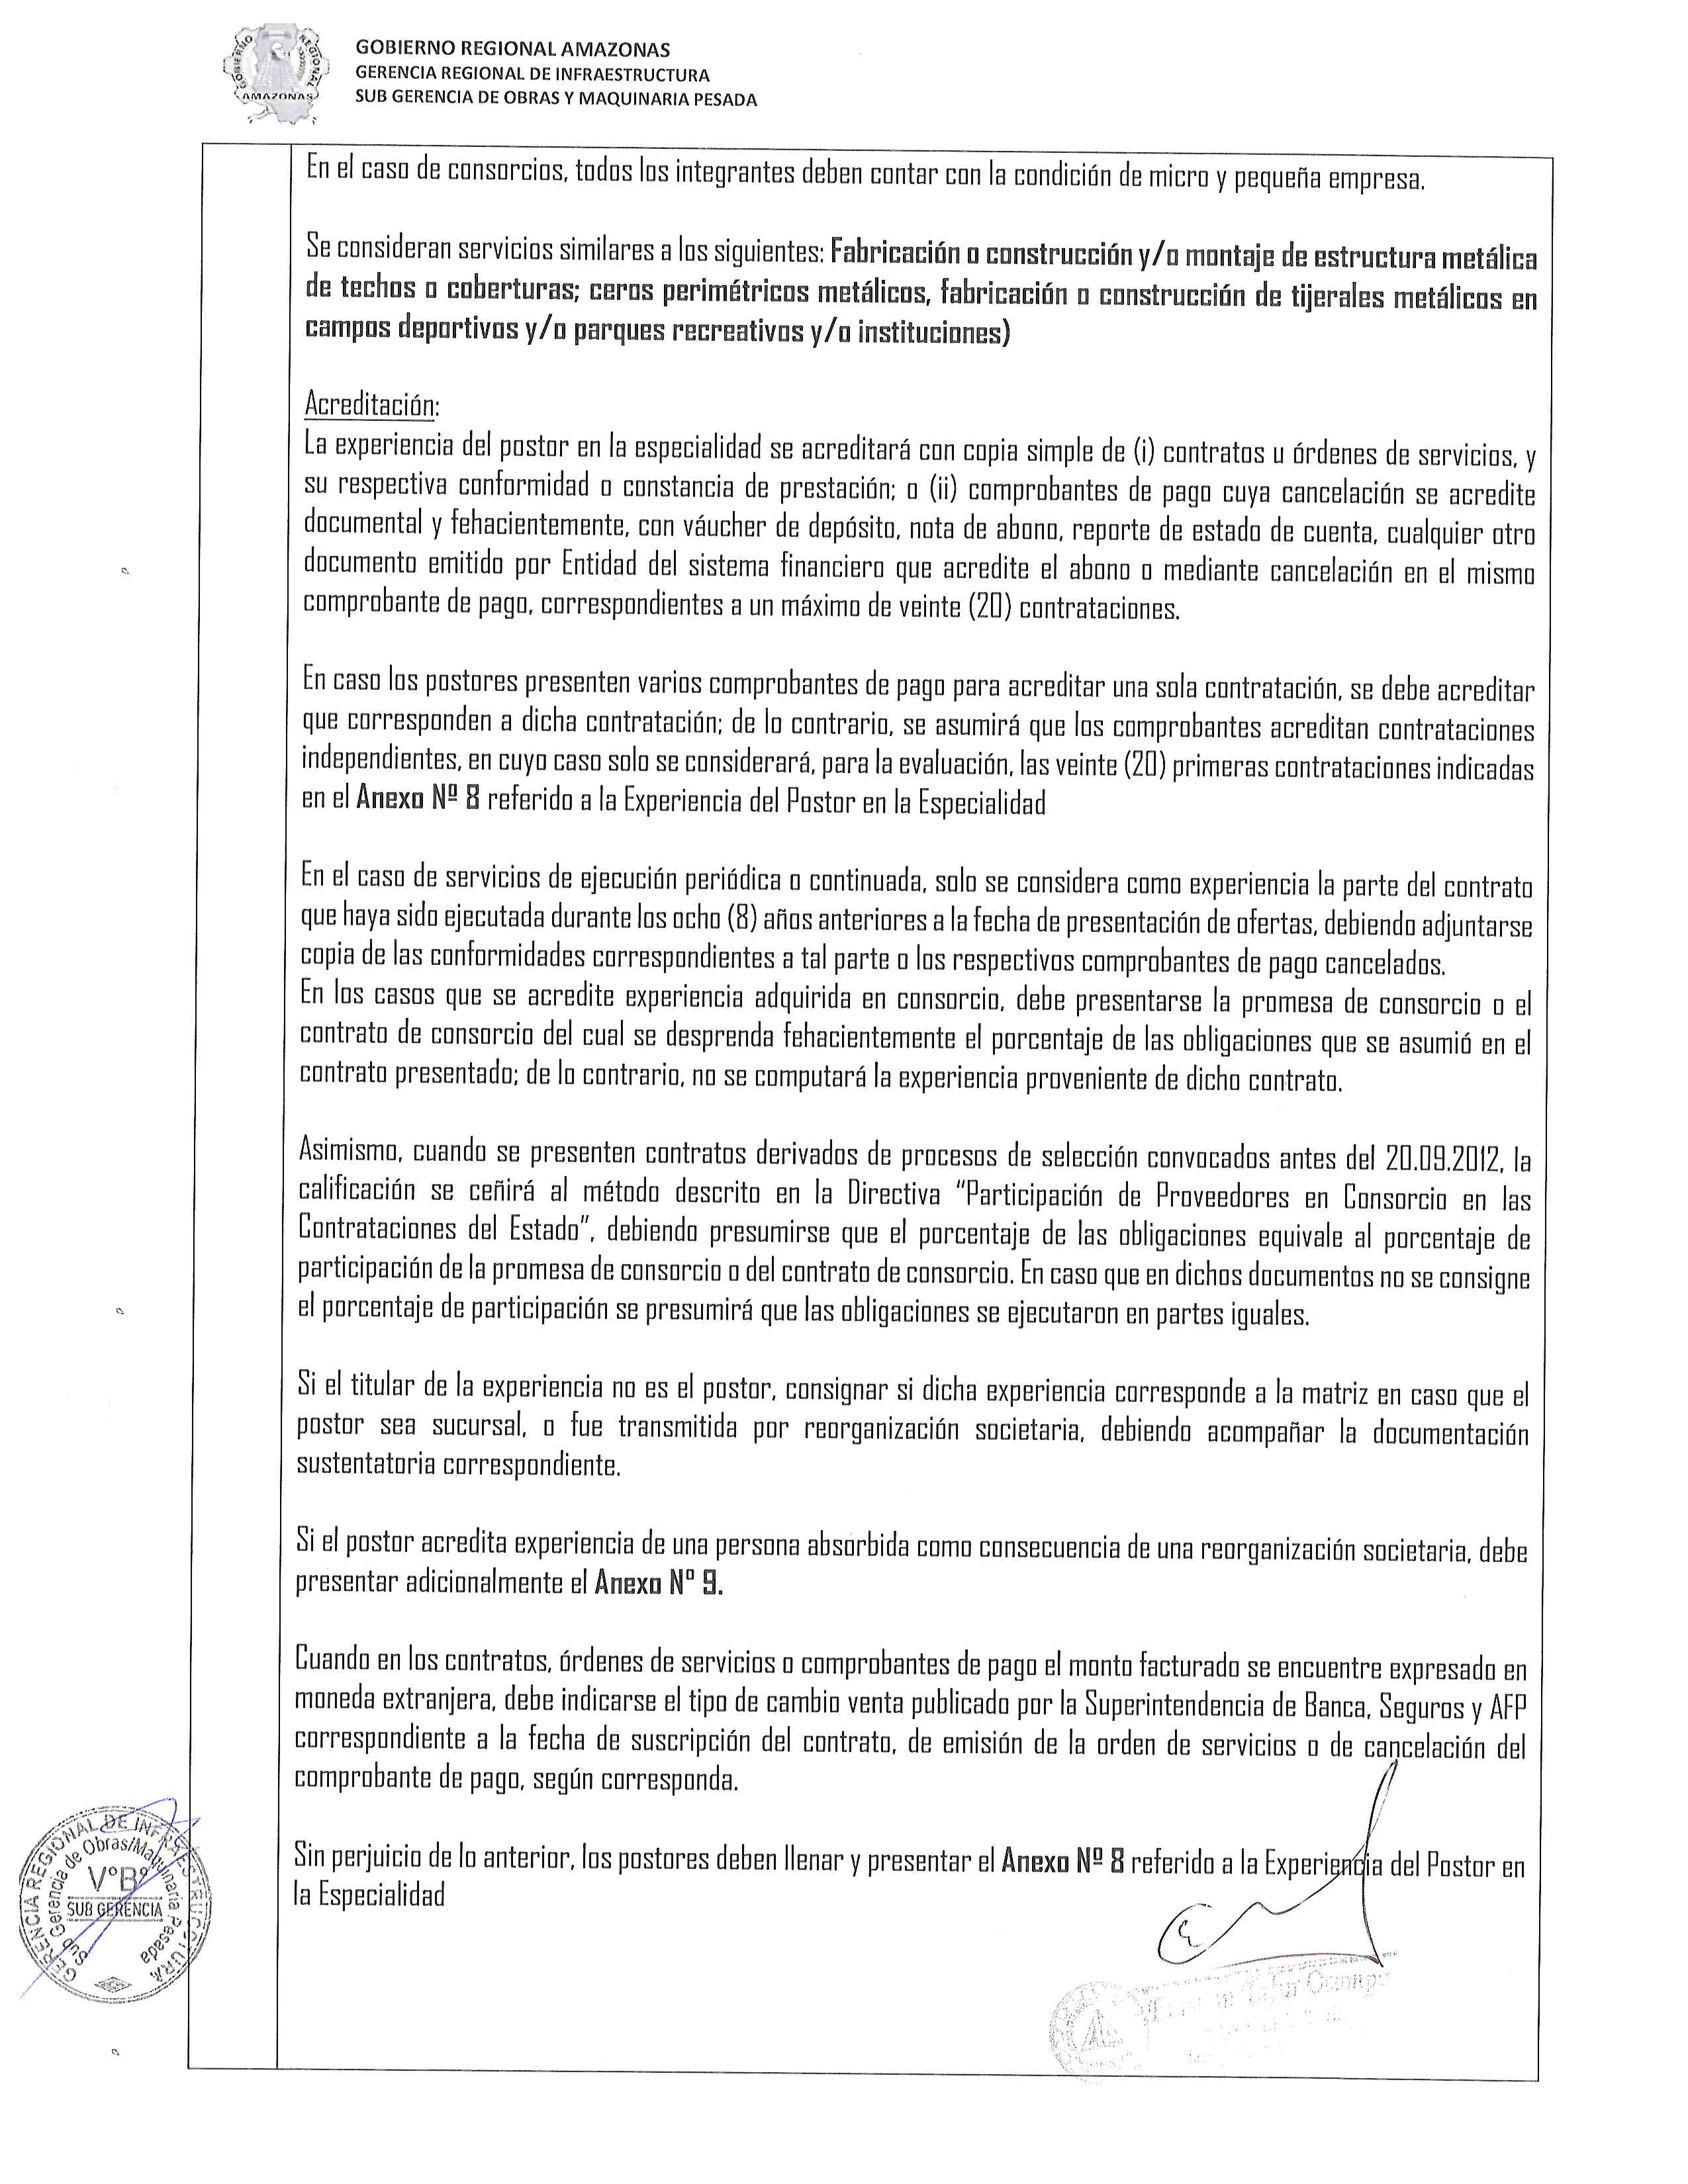 GOBIERNO REGIONAL AMAZONAS
GOBIERNO REGIONAL AMAZONAS
GERENCIA REGIONAL DE INFRAESTRUCTURA
SUB GERENCIA DE OBRAS Y MAQUINARIA PESADA
En el caso de consorcios, todos los integrantes deben contar con la condición de micro y pequeña empresa.
Se consideran servicios similares a los siguientes: Fabricación o construcción y/o montaje de estructura metálica
de techos o coberturas; ceros perimétricos metálicos, fabricación o construcción de tijerales metálicos en
campos deportivos y/o parques recreativos y/o instituciones)
Acreditación:
La experiencia del postor en la especialidad se acreditará con copia simple de (i) contratos u órdenes de servicios, y
su respectiva conformidad o constancia de prestación; o (ii) comprobantes de pago cuya cancelación se acredite
documental y fehacientemente, con váucher de depósito, nota de abono, reporte de estado de cuenta, cualquier otro
documento emitido por Entidad del sistema financiero que acredite el abono o mediante cancelación en el mismo
comprobante de pago, correspondientes a un máximo de veinte (20) contrataciones.
En caso los postores presenten varios comprobantes de pago para acreditar una sola contratación, se debe acreditar
que corresponden a dicha contratación; de lo contrario, se asumirá que los comprobantes acreditan contrataciones
independientes, en cuyo caso solo se considerará, para la evaluación, las veinte (20) primeras contrataciones indicadas
en el Anexo Nº 8 referido a la Experiencia del Postor en la Especialidad
En el caso de servicios de ejecución periódica o continuada, solo se considera como experiencia la parte del contrato
que haya sido ejecutada durante los ocho (8) años anteriores a la fecha de presentación de ofertas, debiendo adjuntarse
copia de las conformidades correspondientes a tal parte o los respectivos comprobantes de pago cancelados.
En los casos que se acredite experiencia adquirida en consorcio, debe presentarse la promesa de consorcio o el
contrato de consorcio del cual se desprenda fehacientemente el porcentaje de las obligaciones que se asumió en el
contrato presentado; de lo contrario, no se computará la experiencia proveniente de dicho contrato.
Asimismo, cuando se presenten contratos derivados de procesos de selección convocados antes del 20.09.2012, la
calificación se ceñirá al método descrito en la Directiva "Participación de Proveedores en Consorcio en las
Contrataciones del Estado", debiendo presumirse que el porcentaje de las obligaciones equivale al porcentaje de
participación de la promesa de consorcio o del contrato de consorcio. En caso que en dichos documentos no se consigne
el porcentaje de participación se presumirá que las obligaciones se ejecutaron en partes iguales.
Si el titular de la experiencia no es el postor, consignar si dicha experiencia corresponde a la matriz en caso que el
postor sea sucursal, o fue transmitida por reorganización societaria, debiendo acompañar la documentación
sustentatoria correspondiente.
Si el postor acredita experiencia de una persona absorbida como consecuencia de una reorganización societaria, debe
presentar adicionalmente el Anexo N° 9.
Cuando en los contratos, órdenes de servicios o comprobantes de pago el monto facturado se encuentre expresado en
moneda extranjera, debe indicarse el tipo de cambio venta publicado por la Superintendencia de Banca, Seguros y AFP
correspondiente a la fecha de suscripción del contrato, de emisión de la orden de servicios o de cancelación del
comprobante de pago, según corresponda.
Sin perjuicio de lo anterior, los postores deben llenar y presentar el Anexo Nº 8 referido a la Experiencia del Postor en
la Especialidad
GERENCIA REGIONAL DE INFRAESTRUCTURA
Sub Gerencia de Obras/Maquinaria Pesada
V°B°
SUB GERENCIA